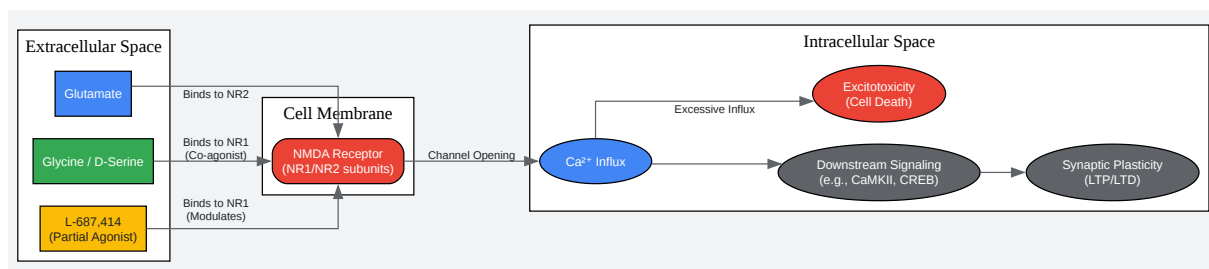 Extracellular Space
Glutamate
Glycine / D-Serine
L-687,414
(Partial Agonist)
Binds to NR2
Binds to NR1
(Co-agonist)
Binds to NR1
(Modulates)
Cell Membrane
NMDA Receptor
(NR1/NR2 subunits)
Channel Opening
Intracellular Space
Ca²⁺ Influx
Excessive Influx
Excitotoxicity
(Cell Death)
Downstream Signaling
(e.g., CaMKII, CREB)
Synaptic Plasticity
(LTP/LTD)